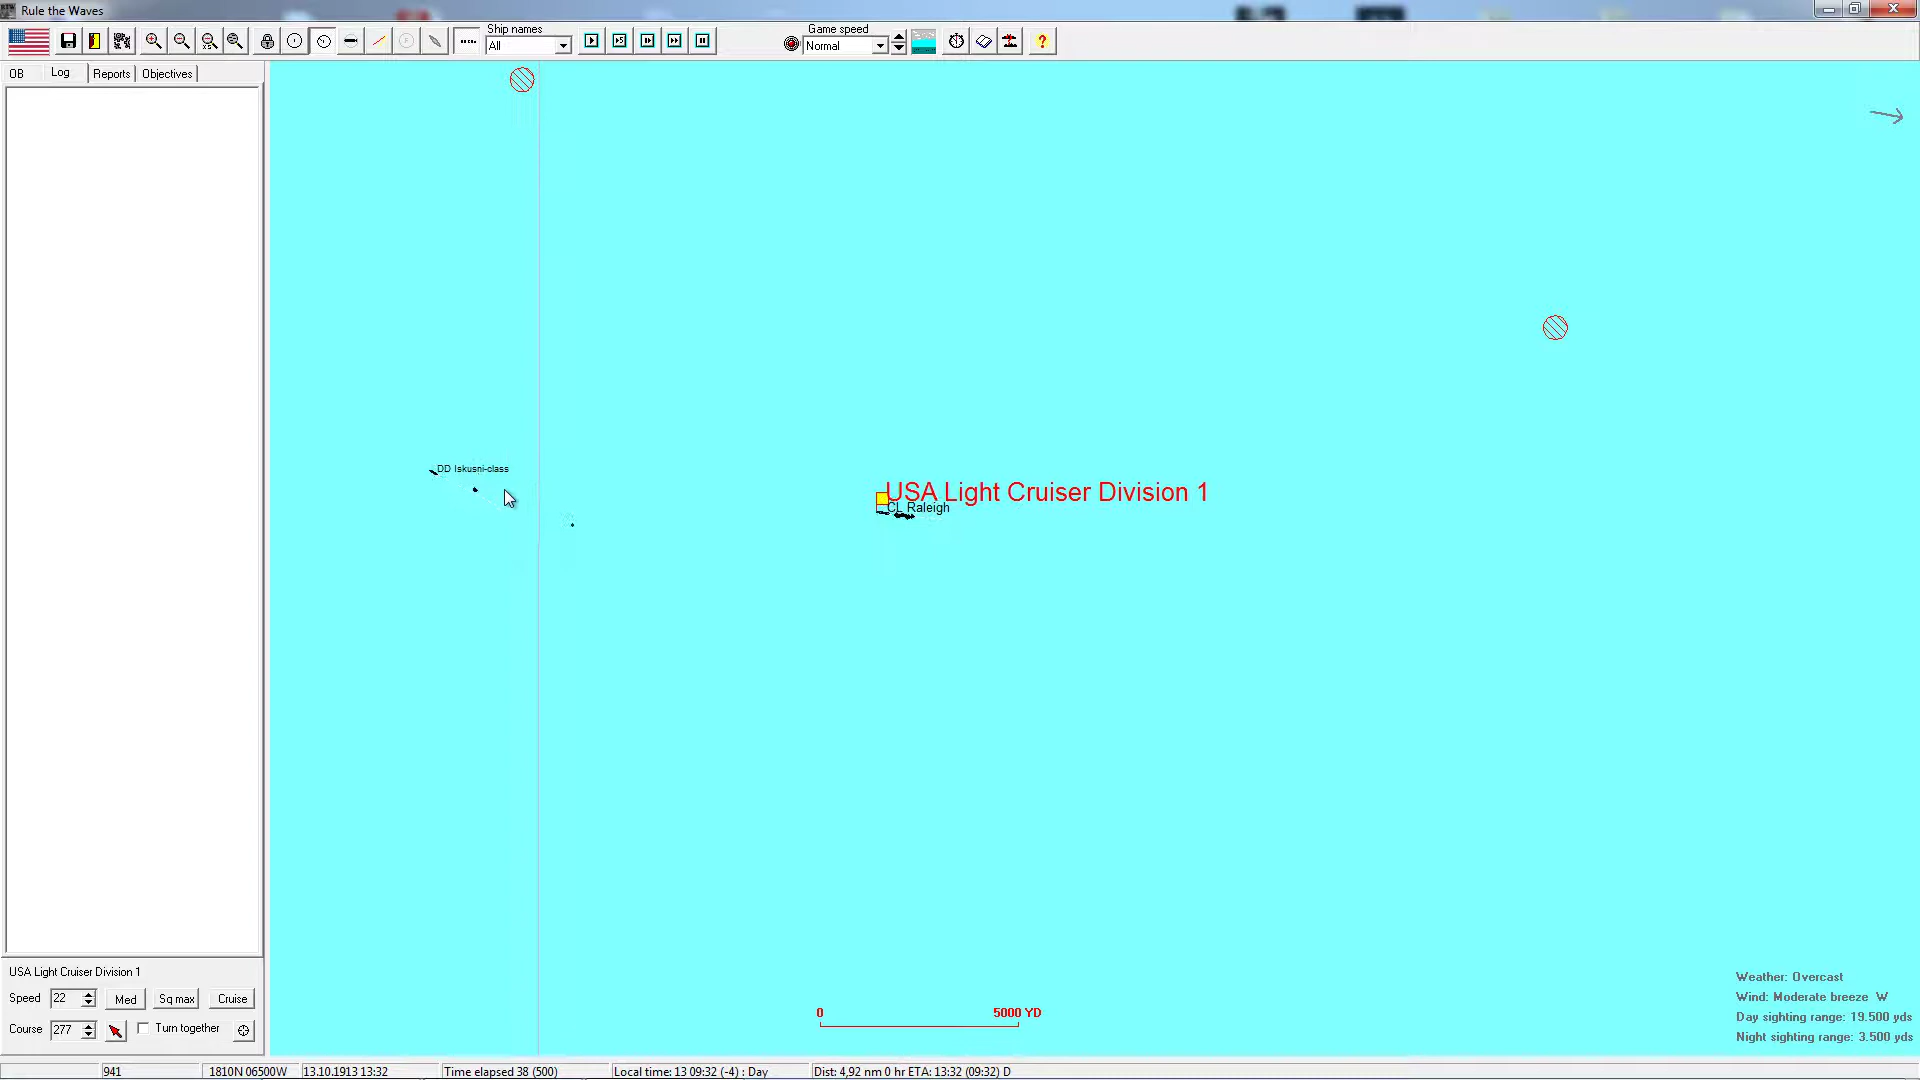 Rule the Waves
Ship names
All
Game speed
Normal
?
OB
Log
Reports
Objectives
DD Iskusni-class
USA Light Cruiser Division 1
CL Raleigh
0
5000 YD
Weather: Overcast
Wind: Moderate breeze W
Day sighting range: 19.500 yds
Night sighting range: 3.500 yds
USA Light Cruiser Division 1
Speed
22
Med
Sq max
Cruise
Course
277
Turn together
941
1810N 06500W
13.10.1913 13:32
Time elapsed 38 (500)
Local time: 13 09:32 (-4) : Day
Dist: 4,92 nm 0 hr ETA: 13:32 (09:32) D